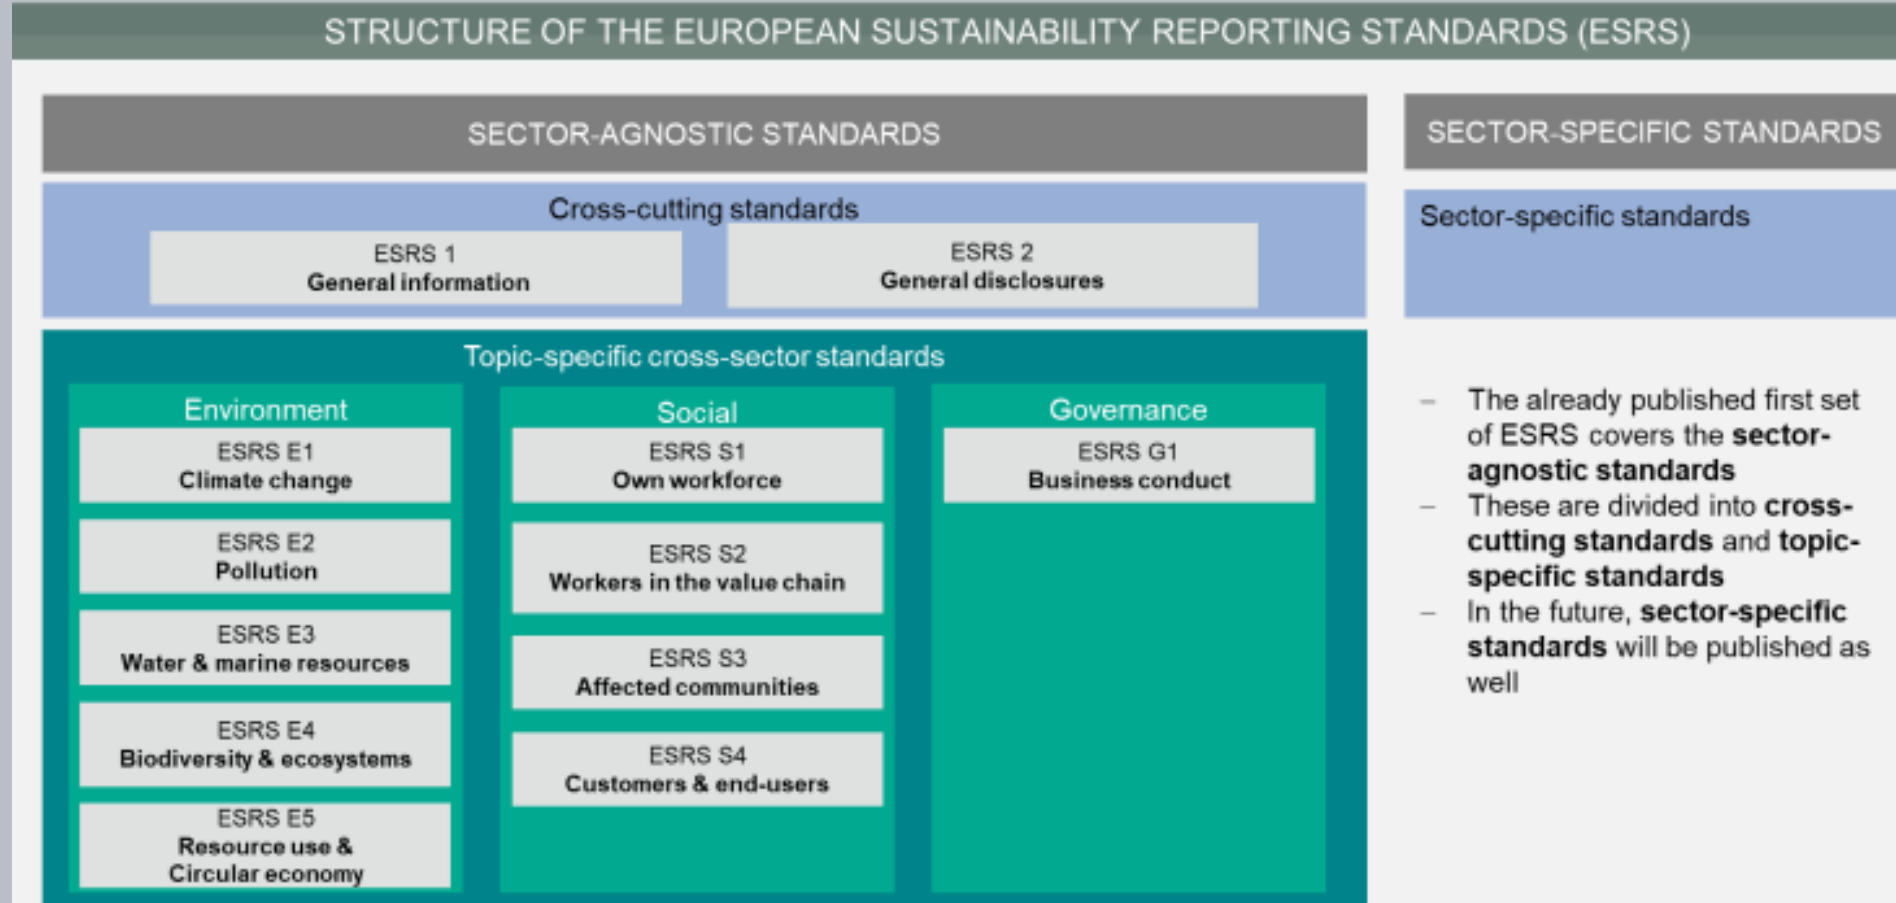 STRUCTURE OF THE EUROPEAN SUSTAINABILITY REPORTING STANDARDS (ESRS)
SECTOR-AGNOSTIC STANDARDS
Cross-cutting standards
ESRS 1
General information
ESRS 2
General disclosures
Topic-specific cross-sector standards
Environment
ESRS E1
Climate change
ESRS E2
Pollution
ESRS E3
Water & marine resources
ESRS E4
Biodiversity & ecosystems
ESRS E5
Resource use &
Circular economy
Social
ESRS S1
Own workforce
ESRS S2
Workers in the value chain
ESRS S3
Affected communities
ESRS S4
Customers & end-users
Governance
ESRS G1
Business conduct
SECTOR-SPECIFIC STANDARDS
Sector-specific standards
– The already published first set
of ESRS covers the sector-
agnostic standards
– These are divided into cross-
cutting standards and topic-
specific standards
– In the future, sector-specific
standards will be published as
well